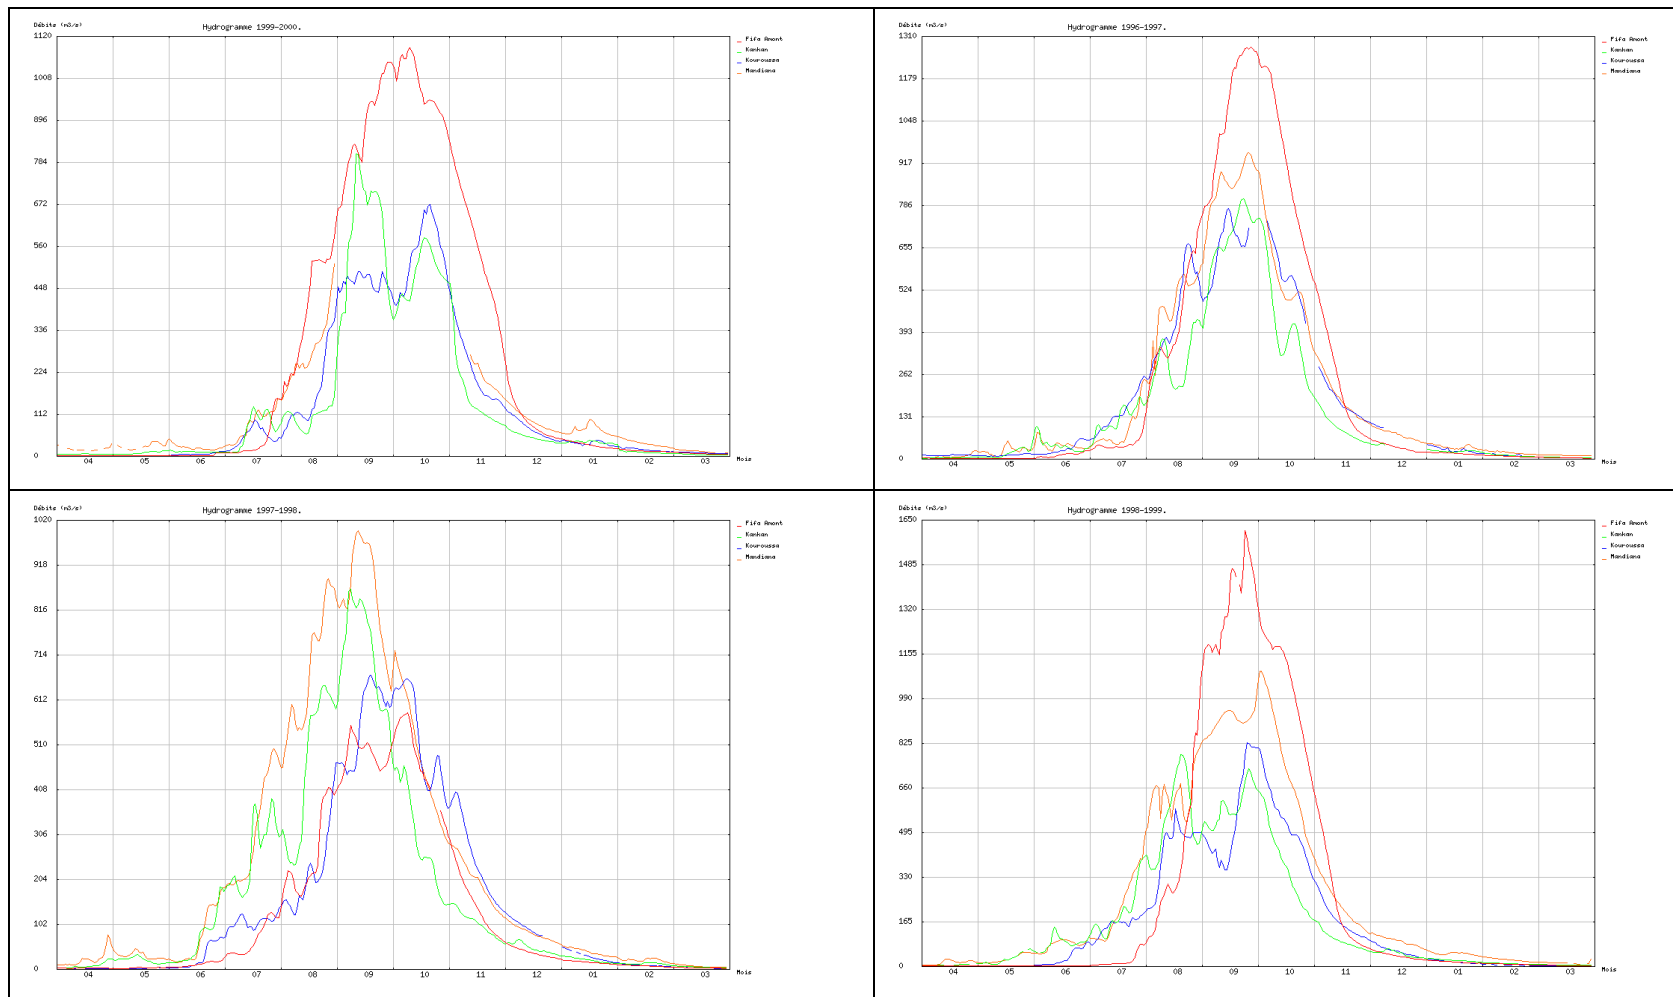 Débits (m3/s)
Hydrogramme 1999-2000.
1120
1008
896
784
672
560
448
336
224
112
0
04 05 06 07 08 09 10 11 12 01 02 03
Mois
Fifa Amont
Kankan
Kouroussa
Mandiana
Débits (m3/s)
Hydrogramme 1996-1997.
1310
1179
1048
917
786
655
524
393
262
131
0
04 05 06 07 08 09 10 11 12 01 02 03
Mois
Fifa Amont
Kankan
Kouroussa
Mandiana
Débits (m3/s)
Hydrogramme 1997-1998.
1020
918
816
714
612
510
408
306
204
102
0
04 05 06 07 08 09 10 11 12 01 02 03
Mois
Fifa Amont
Kankan
Kouroussa
Mandiana
Débits (m3/s)
Hydrogramme 1998-1999.
1650
1485
1320
1155
990
825
660
495
330
165
0
04 05 06 07 08 09 10 11 12 01 02 03
Mois
Fifa Amont
Kankan
Kouroussa
Mandiana